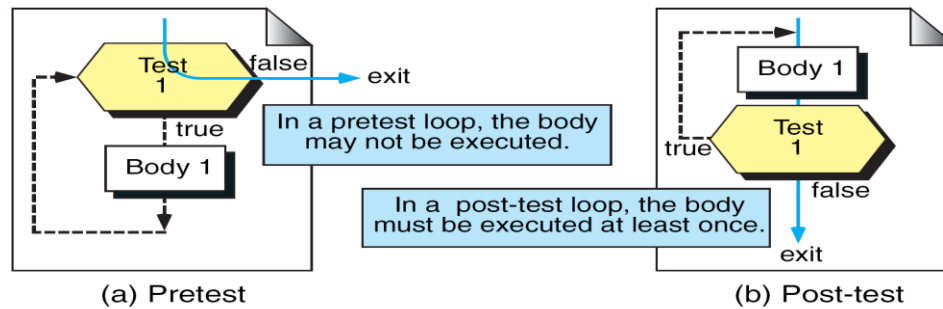 Test
1
false
exit
true
Body 1
In a pretest loop, the body
may not be executed.
In a post-test loop, the body
must be executed at least once.
Body 1
Test
1
true
false
exit
(a) Pretest
(b) Post-test